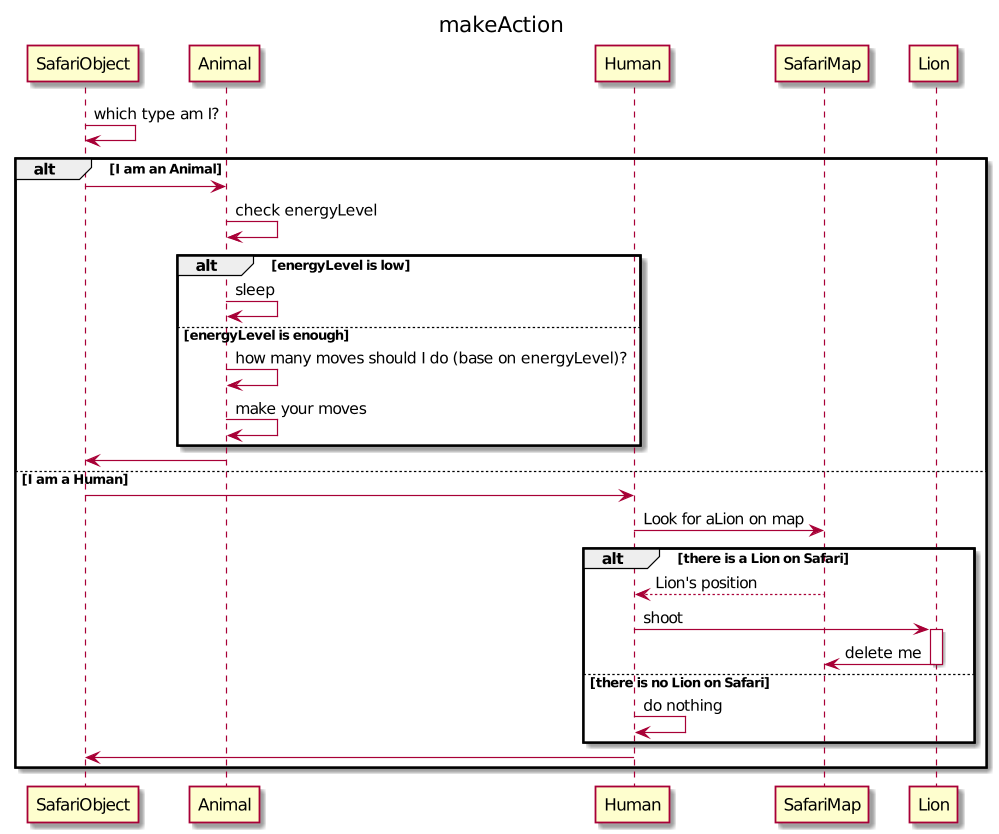 makeAction
SafariObject Animal Human SafariMap Lion
which type am I?
alt [I am an Animal]
check energyLevel
alt [energyLevel is low]
sleep
[energyLevel is enough]
how many moves should I do (base on energyLevel)?
make your moves
[I am a Human]
Look for aLion on map
alt [there is a Lion on Safari]
Lion's position
shoot
delete me
[there is no Lion on Safari]
do nothing
SafariObject Animal Human SafariMap Lion